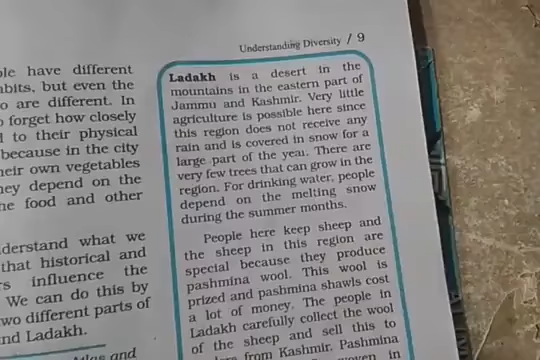 Understanding Diversity / 9
ple have different
abits, but even the
o are different. In
o forget how closely
l to their physical
because in the city
heir own vegetables
hey depend on the
he food and other
derstand what we
that historical and
rs influence the
We can do this by
wo different parts of
nd Ladakh.
and
Ladakh is a desert in the
mountains in the eastern part of
Jammu and Kashmir. Very little
agriculture is possible here since
this region does not receive any
rain and is covered in snow for a
large part of the year. There are
very few trees that can grow in the
region. For drinking water, people
depend on the melting snow
during the summer months.
People here keep sheep and
the sheep in this region are
special because they produce
pashmina wool. This wool is
prized and pashmina shawls cost
a lot of money. The people in
Ladakh carefully collect the wool
of the sheep and sell this to
from Kashmir. Pashmina
woven in